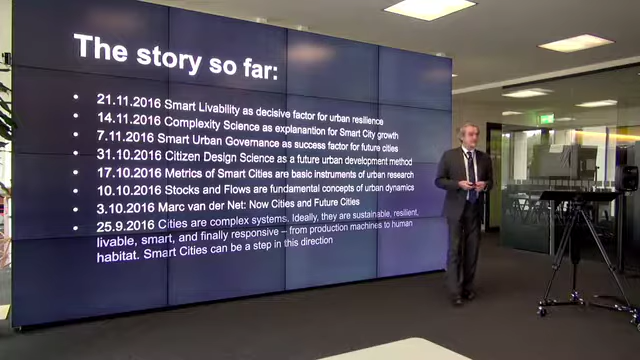 The story so far:
• 21.11.2016 Smart Livability as decisive factor for urban resilience
• 14.11.2016 Complexity Science as explanantion for Smart City growth
• 7.11.2016 Smart Urban Governance as success factor for future cities
• 31.10.2016 Citizen Design Science as a future urban development method
• 17.10.2016 Metrics of Smart Cities are basic instruments of urban research
• 10.10.2016 Stocks and Flows are fundamental concepts of urban dynamics
• 3.10.2016 Marc van der Net: Now Cities and Future Cities
• 25.9.2016 Cities are complex systems. Ideally, they are sustainable, resilient,
livable, smart, and finally responsive – from production machines to human
habitat. Smart Cities can be a step in this direction